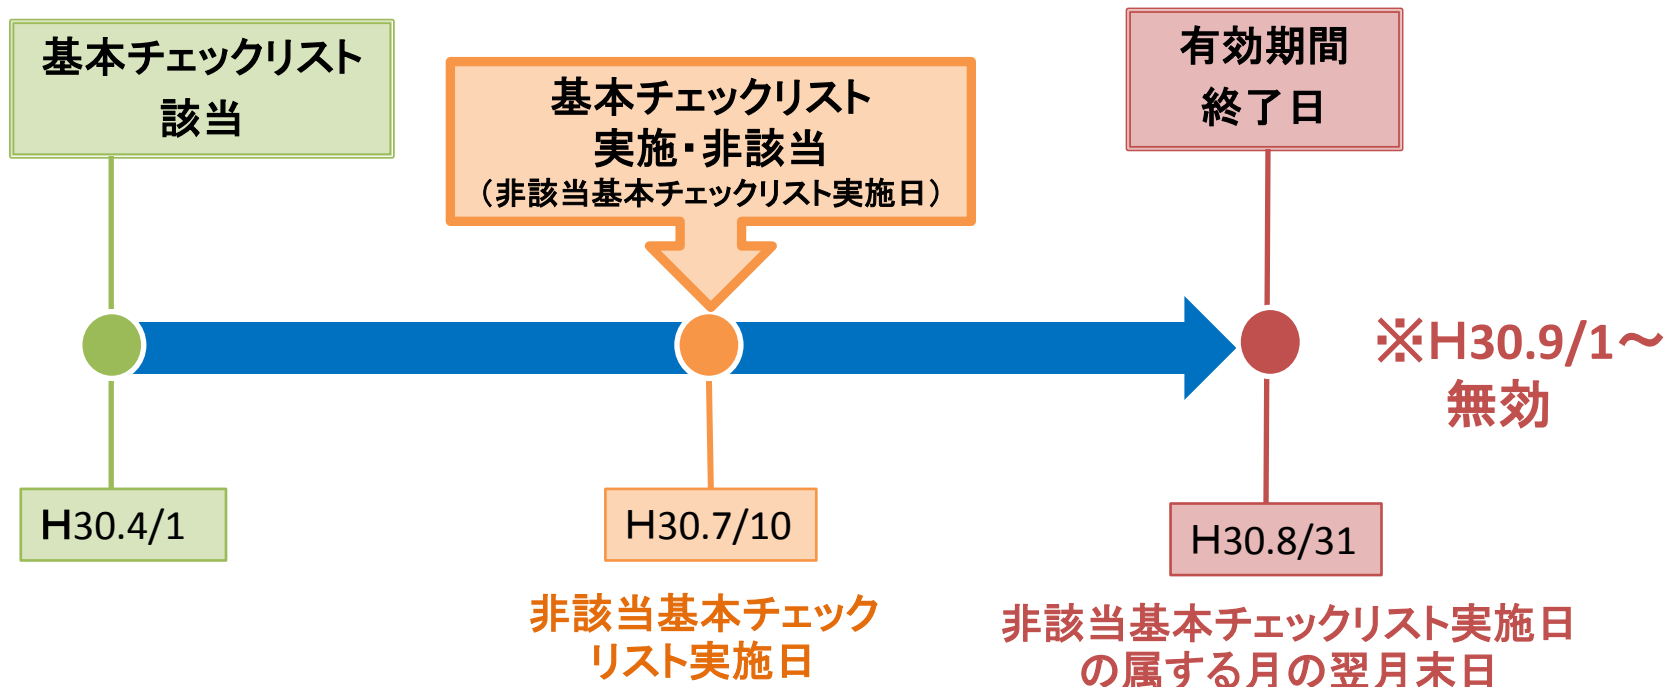 基本チェックリスト
該当
基本チェックリスト
実施・非該当
（非該当基本チェックリスト実施日）
有効期間
終了日
※H30.9/1～
無効
H30.4/1
H30.7/10
H30.8/31
非該当基本チェック
リスト実施日
非該当基本チェックリスト実施日
の属する月の翌月末日